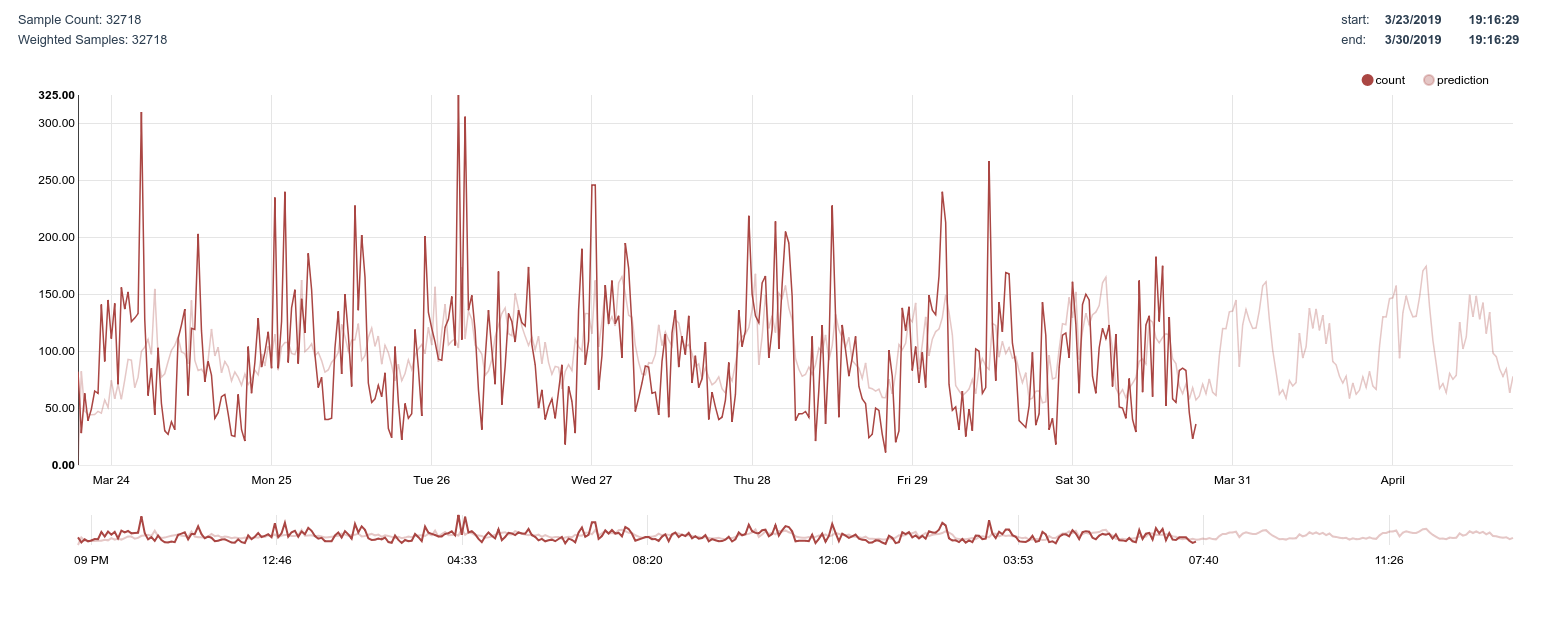 Sample Count: 32718
Weighted Samples: 32718
start: 3/23/2019 19:16:29
end: 3/30/2019 19:16:29
count prediction
325.00
300.00
250.00
200.00
150.00
100.00
50.00
0.00
Mar 24 Mon 25 Tue 26 Wed 27 Thu 28 Fri 29 Sat 30 Mar 31 April
09 PM 12:46 04:33 08:20 12:06 03:53 07:40 11:26